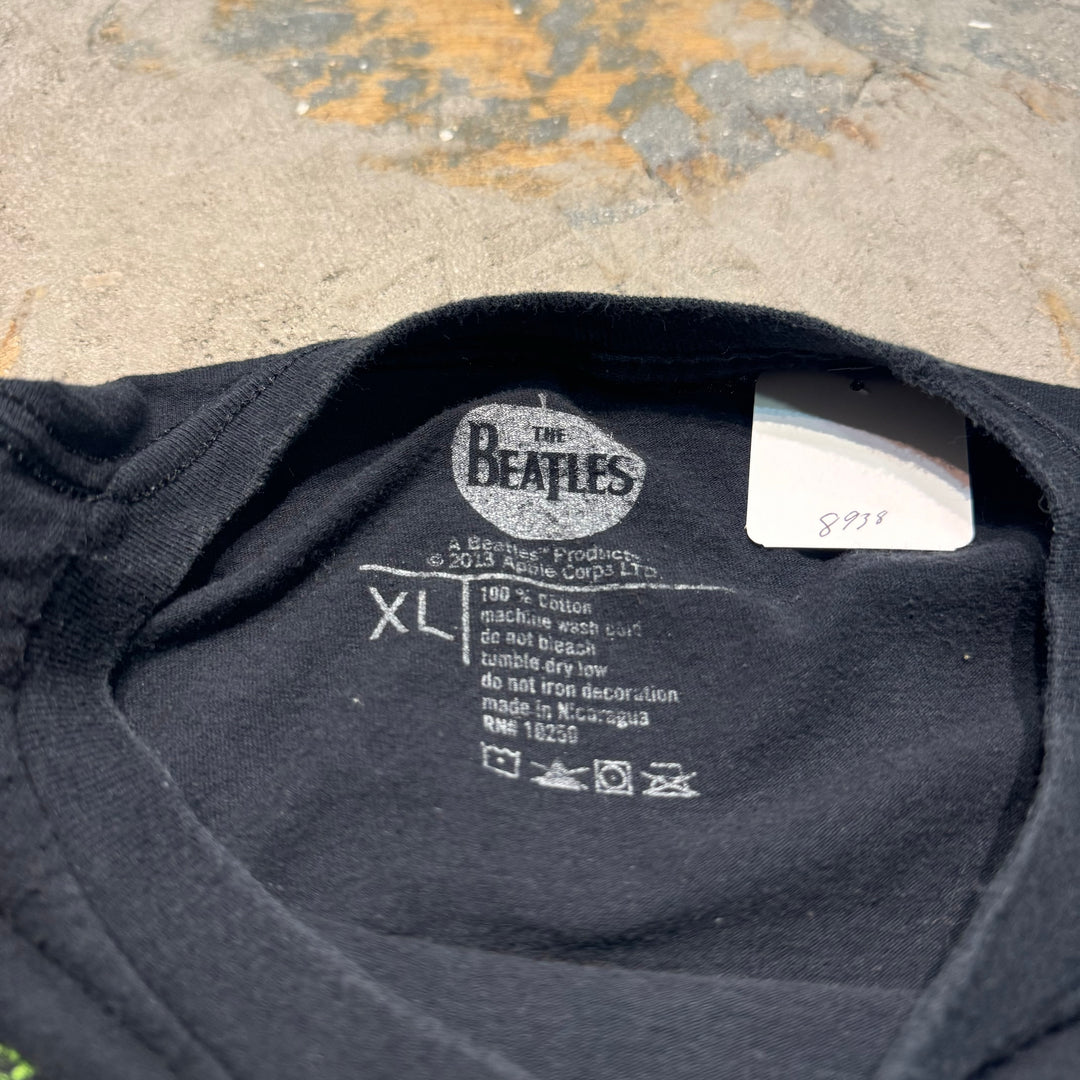 THE
BEATLES
A Beatles™ Product
© 2013 Apple Corps LTD.
XL
100 % Cotton
machine wash cold
do not bleach
tumble dry low
do not iron decoration
made in Nicaragua
RN# 18250
8938